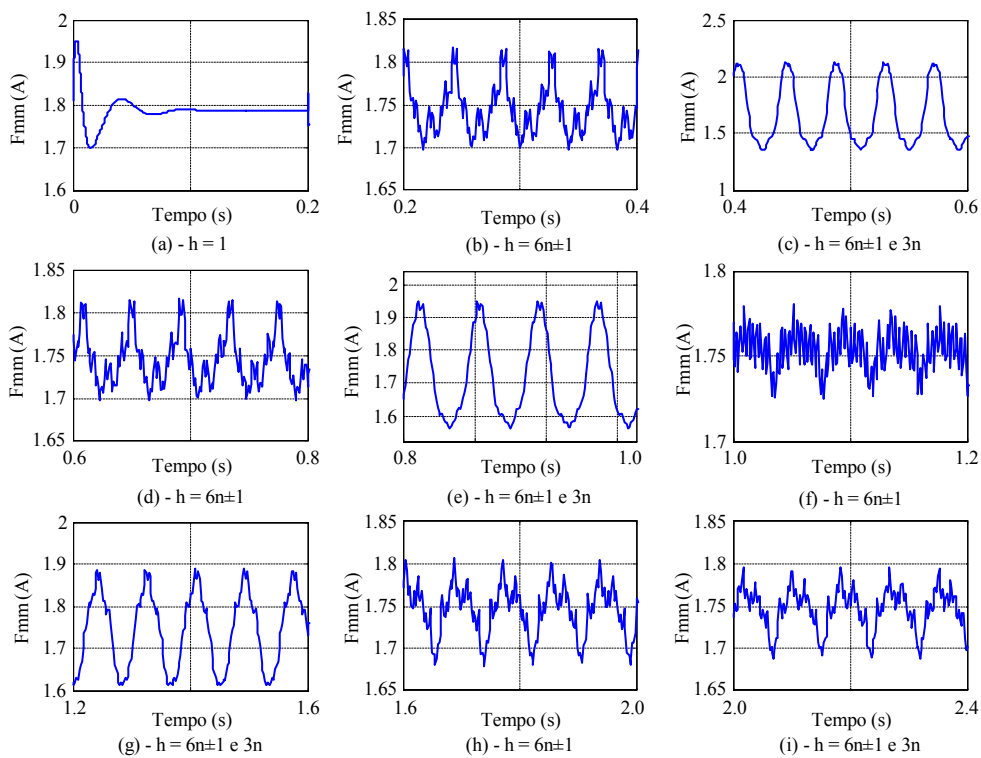 2
1.9
1.8
1.7
1.6
0
0.2
Fmm (A)
Tempo (s)
(a) - h = 1
1.85
1.8
1.75
1.7
1.65
0.2
0.4
Fmm (A)
Tempo (s)
(b) - h = 6n±1
2.5
2
1.5
1
0.4
0.6
Fmm (A)
Tempo (s)
(c) - h = 6n±1 e 3n
1.85
1.8
1.75
1.7
1.65
0.6
0.8
Fmm (A)
Tempo (s)
(d) - h = 6n±1
2
1.9
1.8
1.7
1.6
0.8
1.0
Fmm (A)
Tempo (s)
(e) - h = 6n±1 e 3n
1.8
1.75
1.7
1.0
1.2
Fmm (A)
Tempo (s)
(f) - h = 6n±1
2
1.9
1.8
1.7
1.6
1.2
1.6
Fmm (A)
Tempo (s)
(g) - h = 6n±1 e 3n
1.85
1.8
1.75
1.7
1.65
1.6
2.0
Fmm (A)
Tempo (s)
(h) - h = 6n±1
1.85
1.8
1.75
1.7
1.65
2.0
2.4
Fmm (A)
Tempo (s)
(i) - h = 6n±1 e 3n